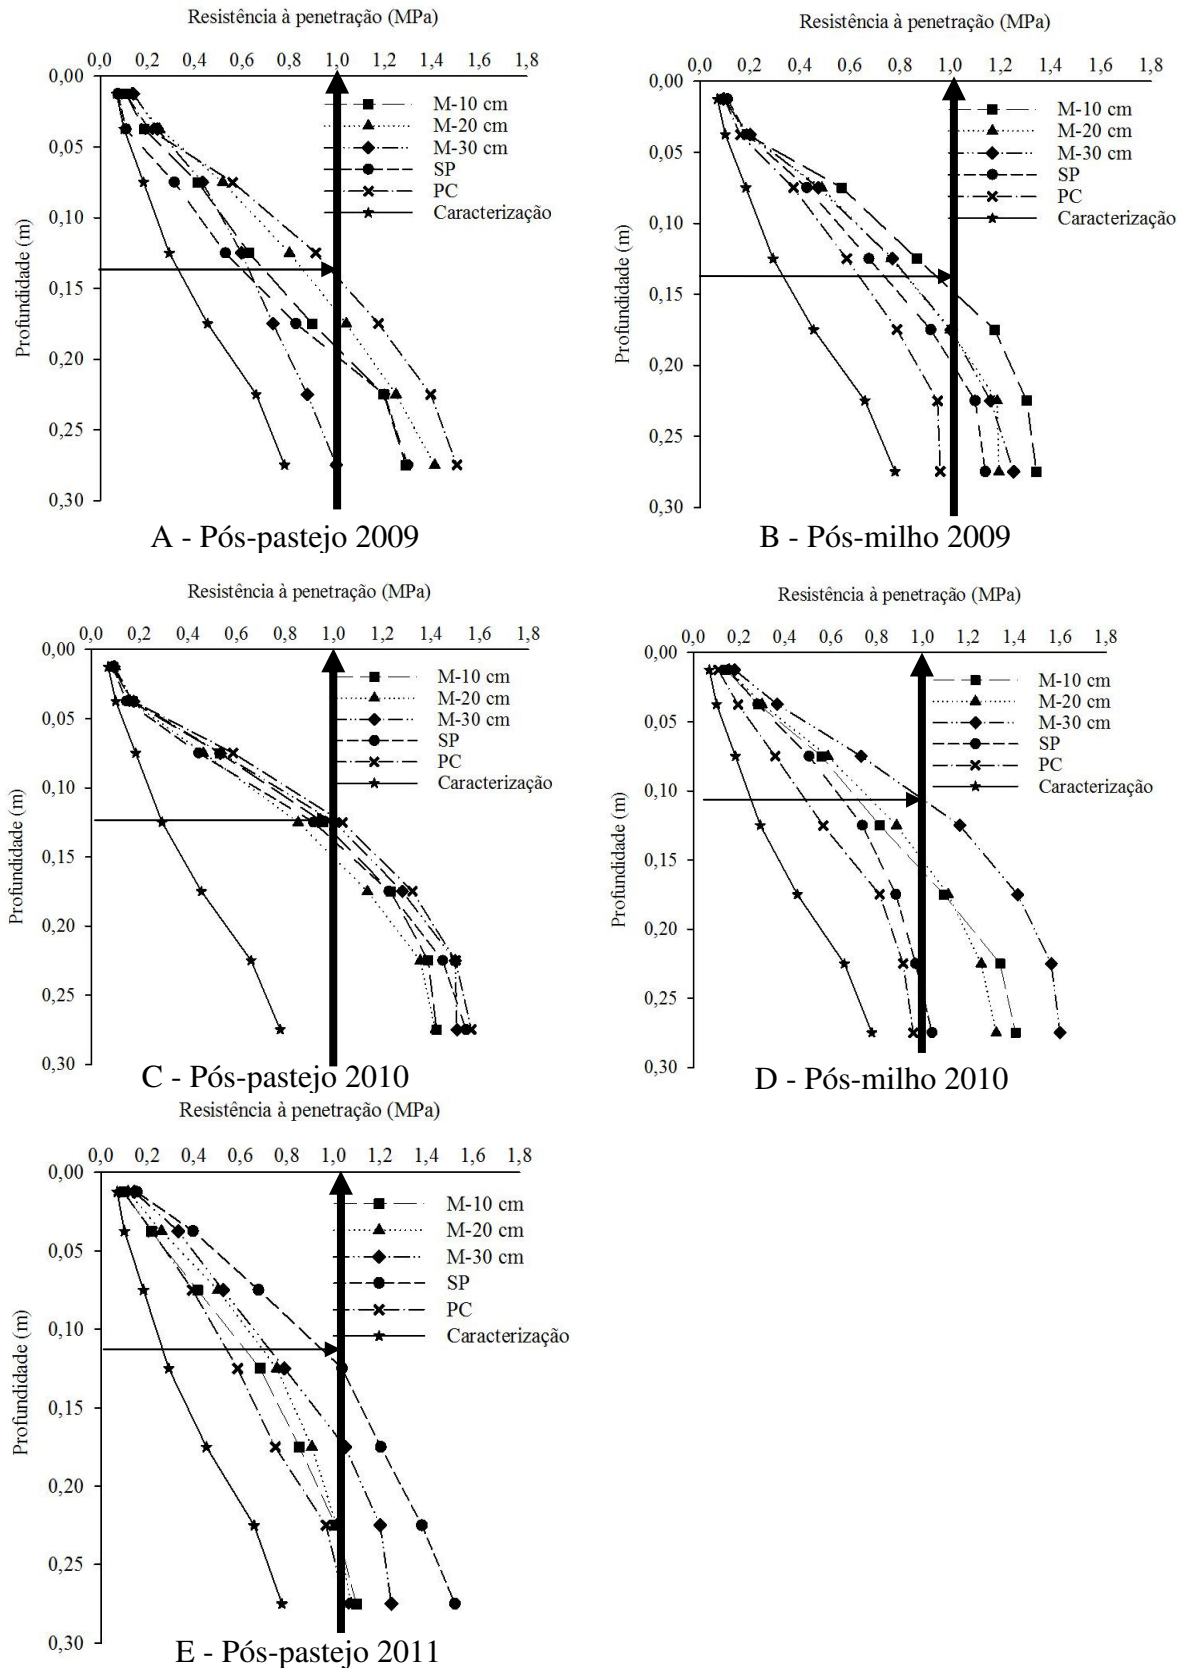 Resistência à penetração (MPa)
0,0 0,2 0,4 0,6 0,8 1,0 1,2 1,4 1,6 1,8
0,00
0,05
0,10
0,15
0,20
0,25
0,30
Profundidade (m)
M-10 cm
M-20 cm
M-30 cm
SP
PC
Caracterização
A - Pós-pastejo 2009
Resistência à penetração (MPa)
0,0 0,2 0,4 0,6 0,8 1,0 1,2 1,4 1,6 1,8
0,00
0,05
0,10
0,15
0,20
0,25
0,30
Profundidade (m)
M-10 cm
M-20 cm
M-30 cm
SP
PC
Caracterização
B - Pós-milho 2009
Resistência à penetração (MPa)
0,0 0,2 0,4 0,6 0,8 1,0 1,2 1,4 1,6 1,8
0,00
0,05
0,10
0,15
0,20
0,25
0,30
Profundidade (m)
M-10 cm
M-20 cm
M-30 cm
SP
PC
Caracterização
C - Pós-pastejo 2010
Resistência à penetração (MPa)
0,0 0,2 0,4 0,6 0,8 1,0 1,2 1,4 1,6 1,8
0,00
0,05
0,10
0,15
0,20
0,25
0,30
Profundidade (m)
M-10 cm
M-20 cm
M-30 cm
SP
PC
Caracterização
D - Pós-milho 2010
Resistência à penetração (MPa)
0,0 0,2 0,4 0,6 0,8 1,0 1,2 1,4 1,6 1,8
0,00
0,05
0,10
0,15
0,20
0,25
0,30
Profundidade (m)
M-10 cm
M-20 cm
M-30 cm
SP
PC
Caracterização
E - Pós-pastejo 2011